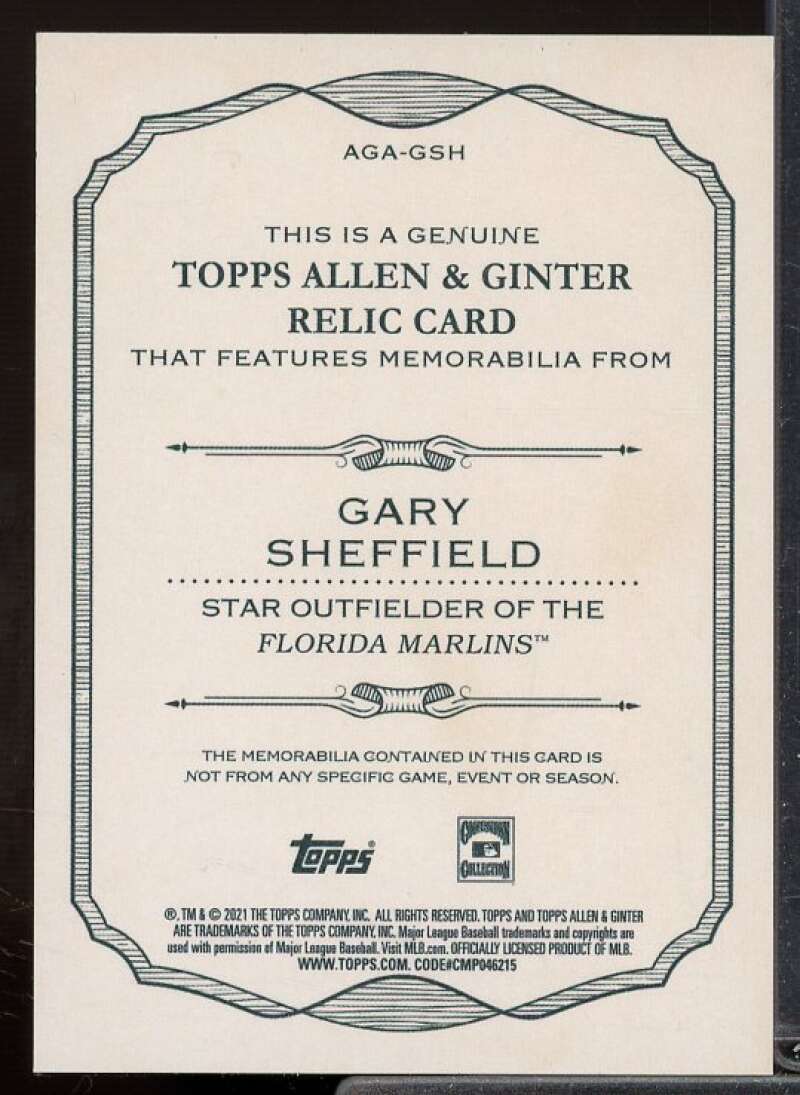 AGA-GSH
THIS IS A GENUINE
TOPPS ALLEN & GINTER
RELIC CARD
THAT FEATURES MEMORABILIA FROM
GARY
SHEFFIELD
STAR OUTFIELDER OF THE
FLORIDA MARLINS™
THE MEMORABILIA CONTAINED IN THIS CARD IS
NOT FROM ANY SPECIFIC GAME, EVENT OR SEASON.
Topps®
COOPERSTOWN
COLLECTION
®, TM & © 2021 THE TOPPS COMPANY, INC. ALL RIGHTS RESERVED. TOPPS AND TOPPS ALLEN & GINTER
ARE TRADEMARKS OF THE TOPPS COMPANY, INC. Major League Baseball trademarks and copyrights are
used with permission of Major League Baseball. Visit MLB.com. OFFICIALLY LICENSED PRODUCT OF MLB.
WWW.TOPPS.COM. CODE#CMP046215